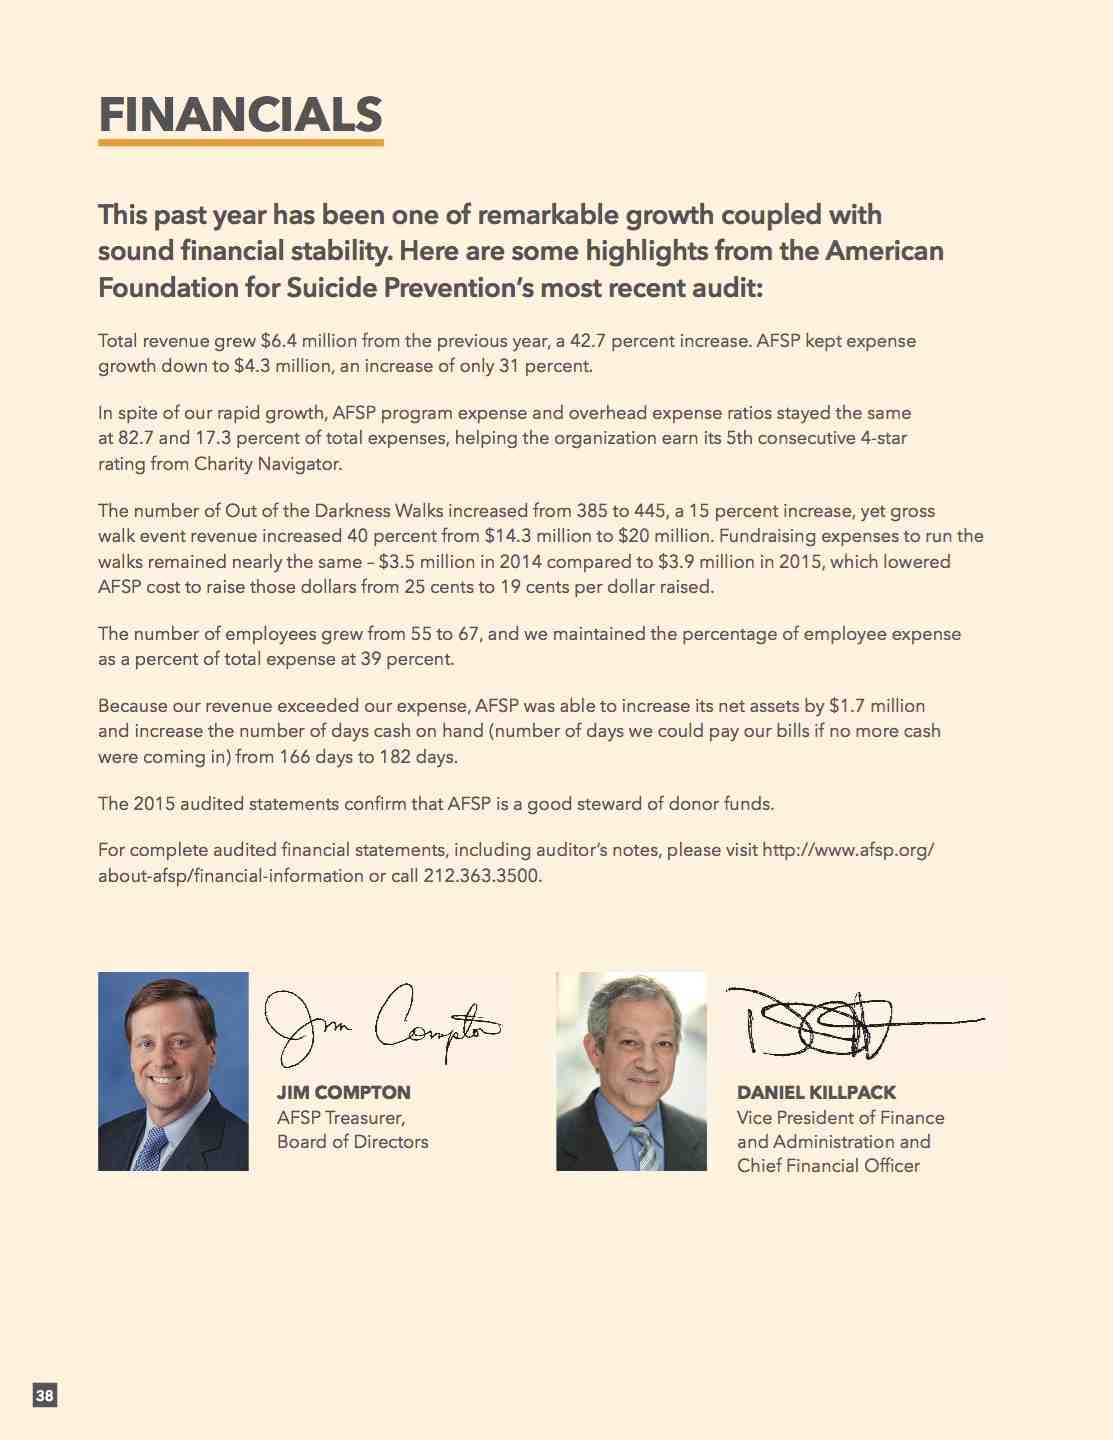 FINANCIALS
This past year has been one of remarkable growth coupled with
sound financial stability. Here are some highlights from the American
Foundation for Suicide Prevention’s most recent audit:
Total revenue grew $6.4 million from the previous year, a 42.7 percent increase. AFSP kept expense
growth down to $4.3 million, an increase of only 31 percent.
In spite of our rapid growth, AFSP program expense and overhead expense ratios stayed the same
at 82.7 and 17.3 percent of total expenses, helping the organization earn its 5th consecutive 4-star
rating from Charity Navigator.
The number of Out of the Darkness Walks increased from 385 to 445, a 15 percent increase, yet gross
walk event revenue increased 40 percent from $14.3 million to $20 million. Fundraising expenses to run the
walks remained nearly the same – $3.5 million in 2014 compared to $3.9 million in 2015, which lowered
AFSP cost to raise those dollars from 25 cents to 19 cents per dollar raised.
The number of employees grew from 55 to 67, and we maintained the percentage of employee expense
as a percent of total expense at 39 percent.
Because our revenue exceeded our expense, AFSP was able to increase its net assets by $1.7 million
and increase the number of days cash on hand (number of days we could pay our bills if no more cash
were coming in) from 166 days to 182 days.
The 2015 audited statements confirm that AFSP is a good steward of donor funds.
For complete audited financial statements, including auditor’s notes, please visit http://www.afsp.org/
about-afsp/financial-information or call 212.363.3500.
Jim Compton
JIM COMPTON
AFSP Treasurer,
Board of Directors
DANIEL KILLPACK
Vice President of Finance
and Administration and
Chief Financial Officer
38